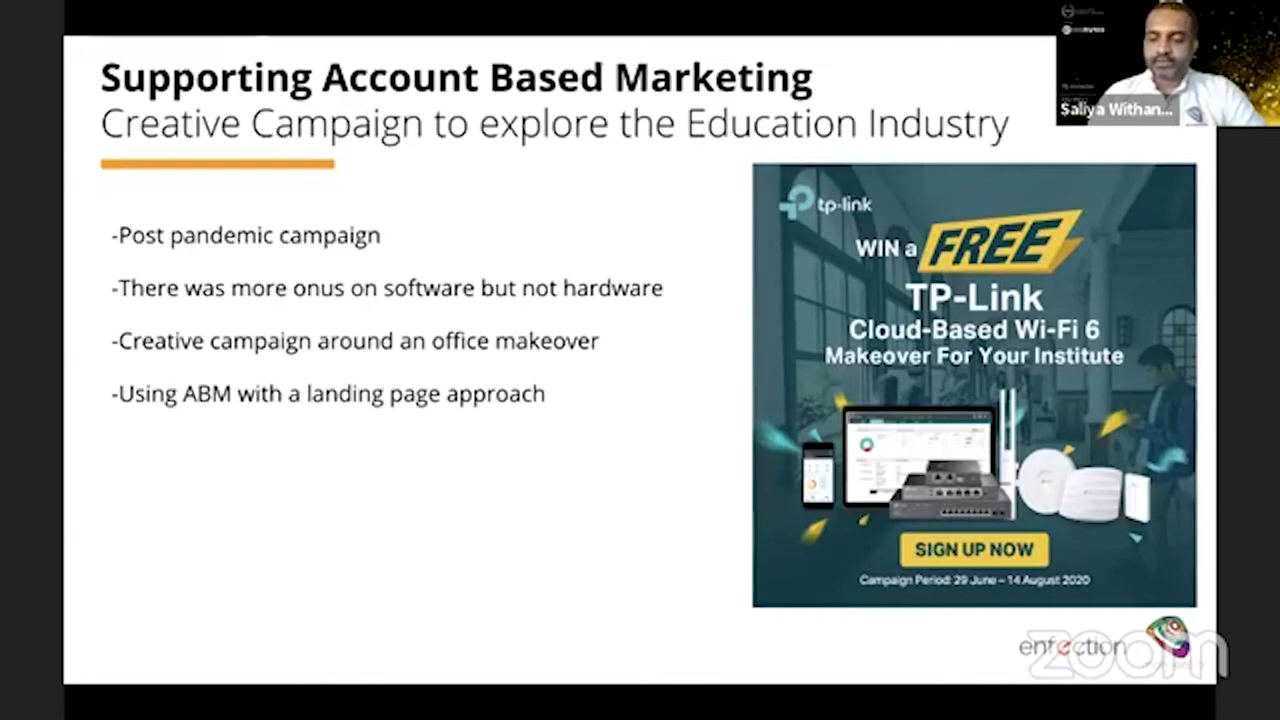 Supporting Account Based Marketing
Creative Campaign to explore the Education Industry
Saliya Withan...
-Post pandemic campaign
-There was more onus on software but not hardware
-Creative campaign around an office makeover
-Using ABM with a landing page approach
tp-link
WIN a FREE
TP-Link
Cloud-Based Wi-Fi 6
Makeover For Your Institute
SIGN UP NOW
Campaign Period: 29 June – 14 August 2020
enfection
zoom